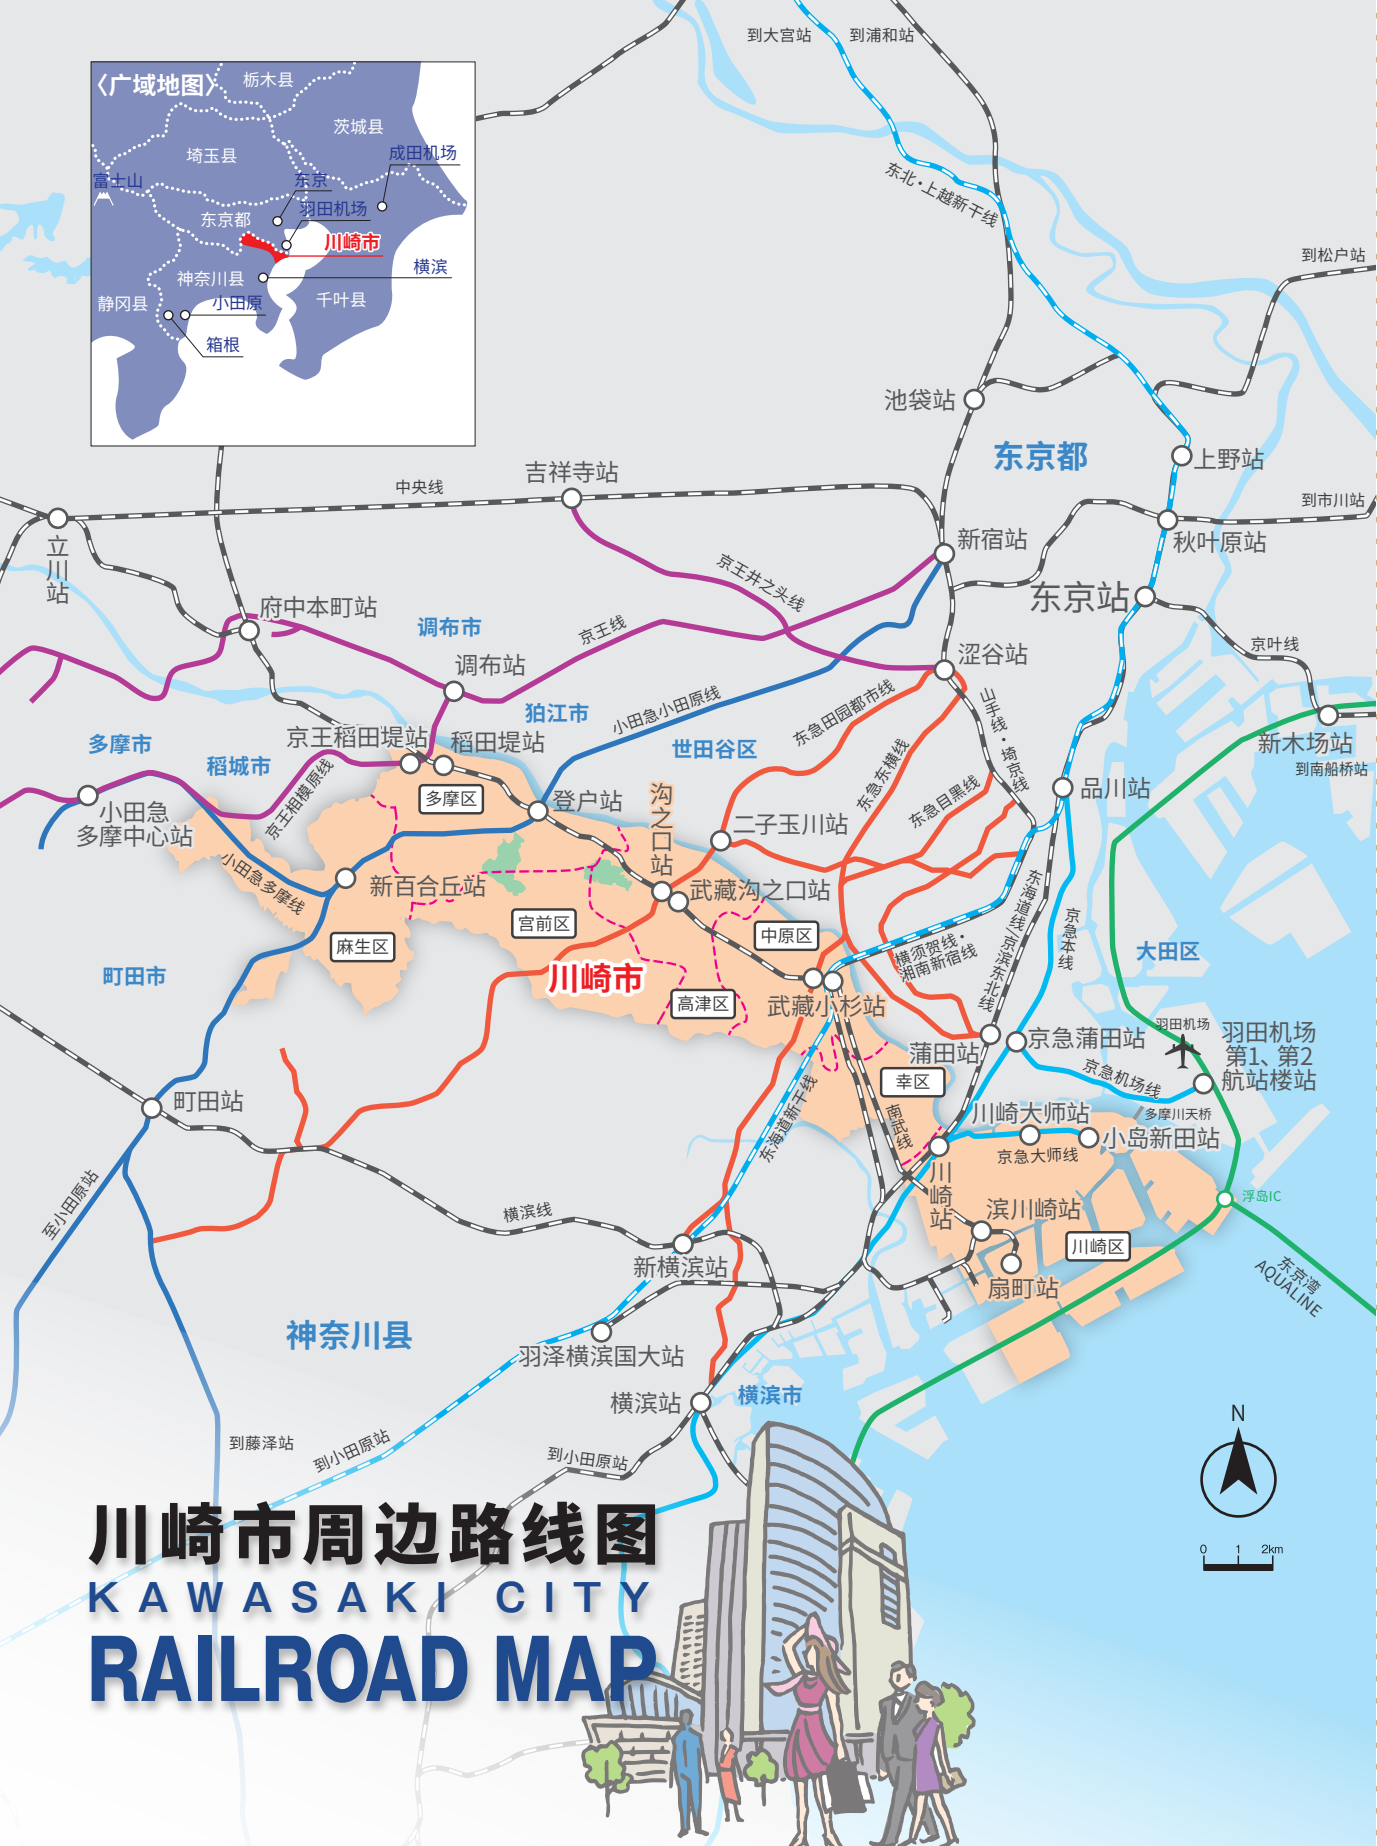 到大宫站
到浦和站
〈广域地图〉
栃木县
茨城县
埼玉县
成田机场
富士山
东京
羽田机场
东京都
川崎市
横滨
神奈川县
静冈县
小田原
千叶县
箱根
东北・上越新干线
到松户站
池袋站
东京都
上野站
吉祥寺站
中央线
到市川站
立川站
新宿站
秋叶原站
京王井之头线
东京站
府中本町站
调布市
京王线
京叶线
调布站
涩谷站
狛江市
小田急小田原线
东急田园都市线
山手线・埼京线
多摩市
京王稻田堤站
稻田堤站
世田谷区
新木场站
稻城市
京王相模原线
到南船桥站
东急东横线
东急目黑线
品川站
多摩区
登户站
沟之口站
小田急
多摩中心站
二子玉川站
小田急多摩线
新百合丘站
武藏沟之口站
东海道线/京滨东北线
京急本线
宫前区
中原区
麻生区
横须贺线・
湘南新宿线
大田区
町田市
川崎市
高津区
武藏小杉站
羽田机场
京急蒲田站
羽田机场
第1、第2
航站楼站
蒲田站
京急机场线
幸区
町田站
东海道新干线
南武线
川崎大师站
多摩川天桥
小岛新田站
京急大师线
川崎站
至小田原站
浮岛IC
横滨线
滨川崎站
川崎区
新横滨站
扇町站
东京湾
AQUALINE
神奈川县
羽泽横滨国大站
横滨站
横滨市
到藤泽站
到小田原站
到小田原站
N
川崎市周边路线图
0 1 2km
KAWASAKI CITY
RAILROAD MAP